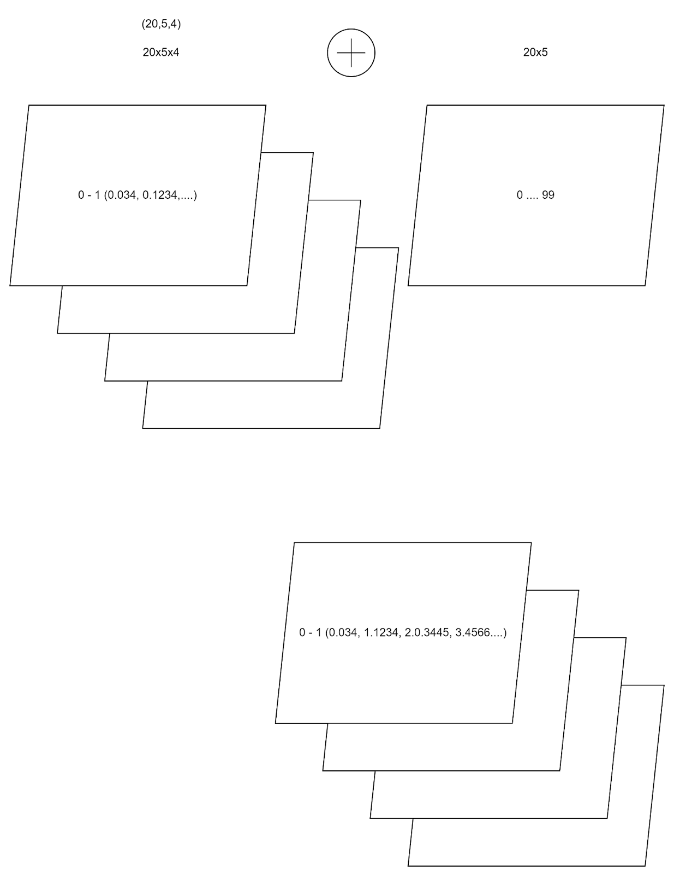 (20,5,4)
20x5x4
20x5
0 - 1 (0.034, 0.1234,....)
0 .... 99
0 - 1 (0.034, 1.1234, 2.0.3445, 3.4566....)